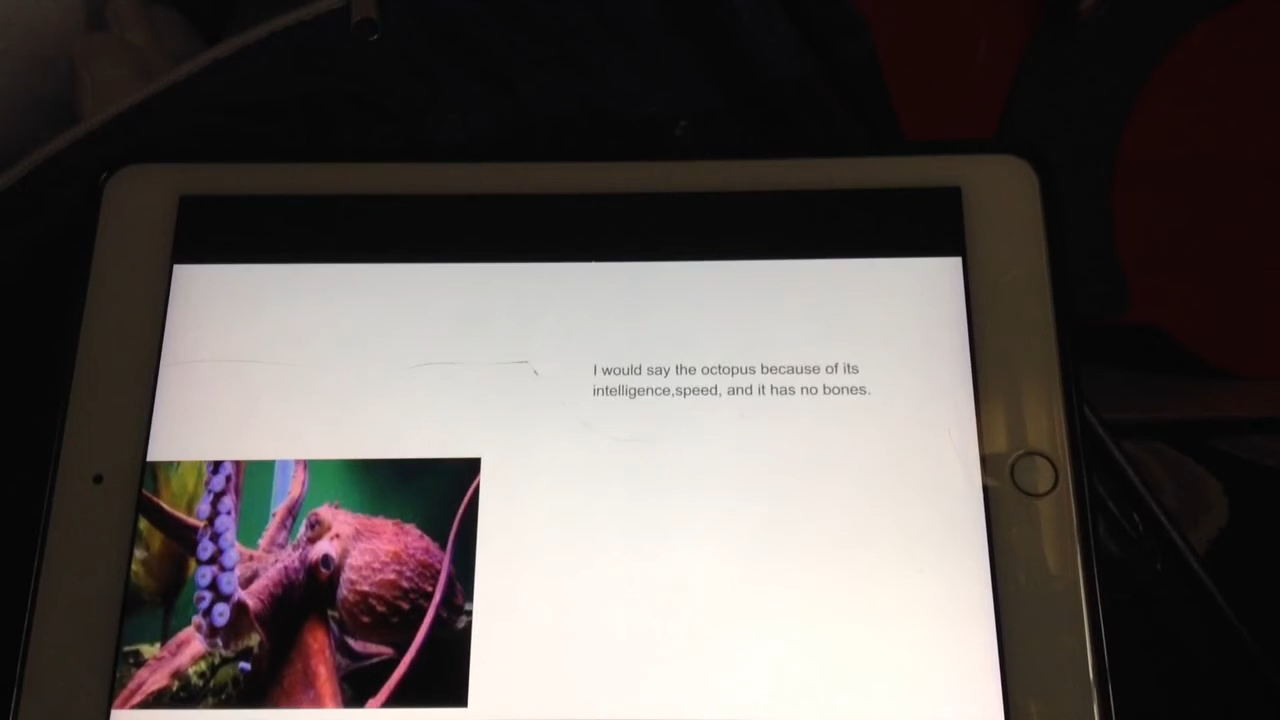 I would say the octopus because of its
intelligence,speed, and it has no bones.